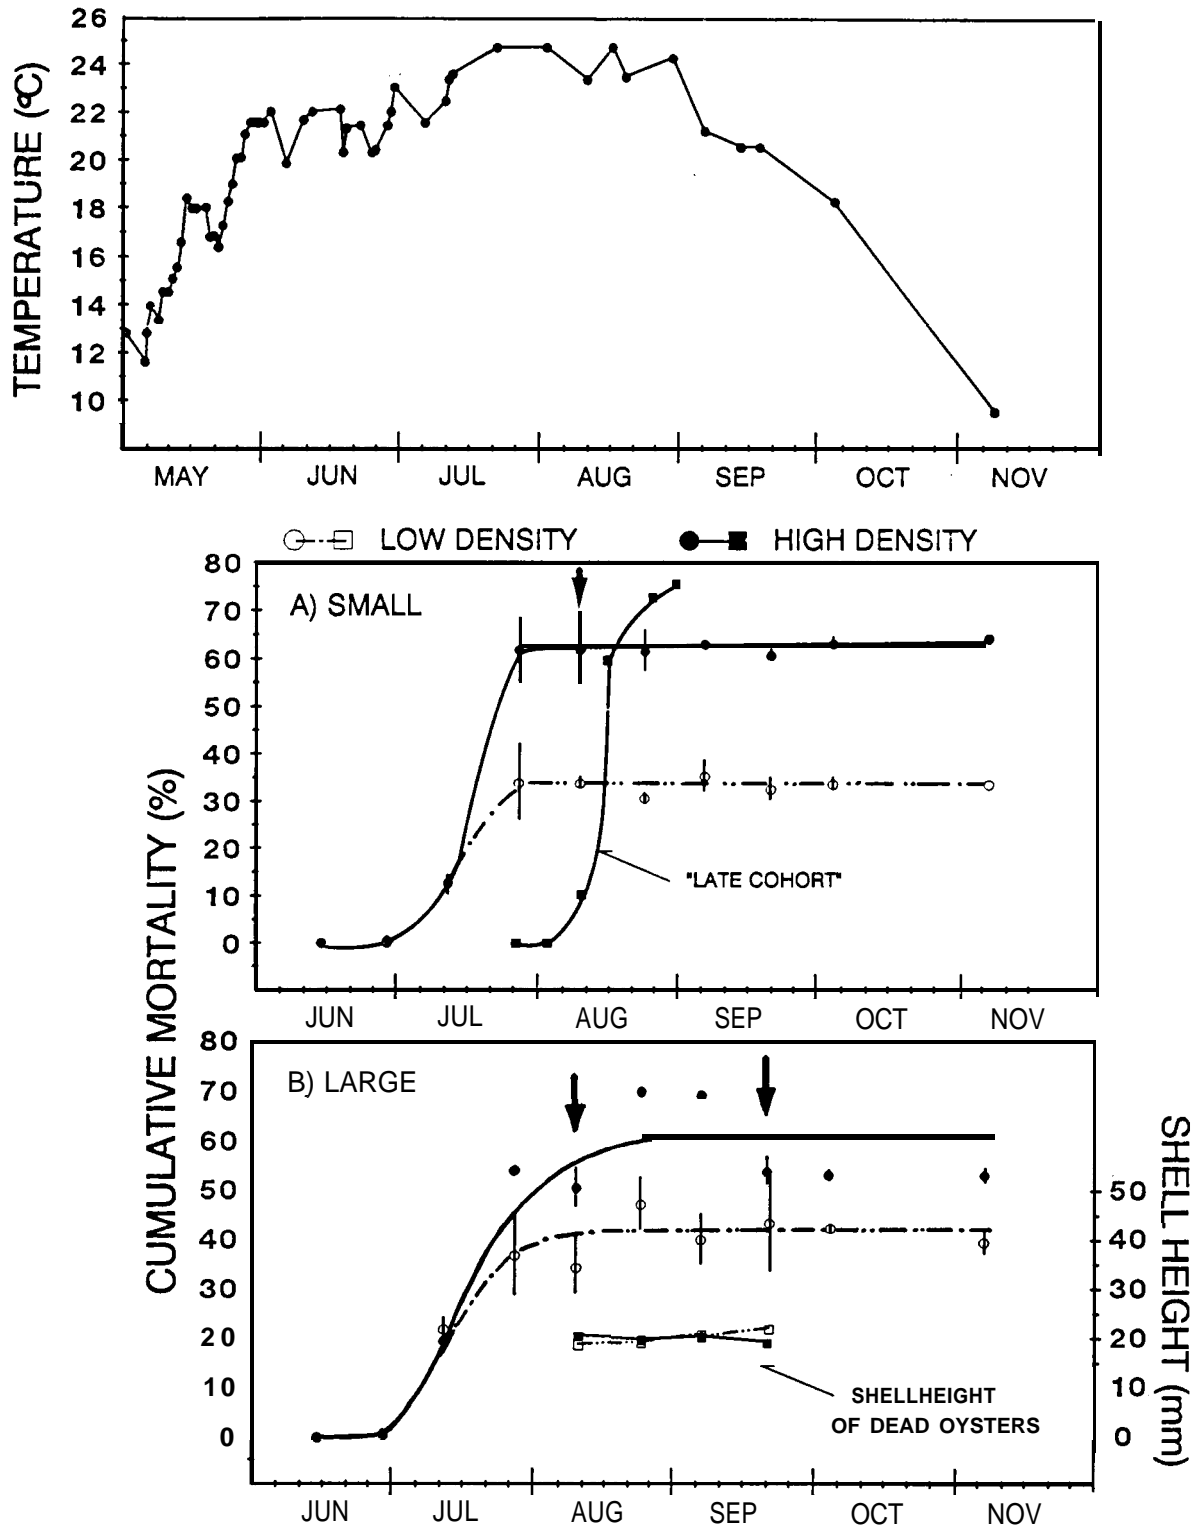 TEMPERATURE (°C)
26
24
22
20
18
16
14
12
10
MAY JUN JUL AUG SEP OCT NOV
LOW DENSITY HIGH DENSITY
CUMULATIVE MORTALITY (%)
A) SMALL
80
70
60
50
40
30
20
10
0
"LATE COHORT"
JUN JUL AUG SEP OCT NOV
B) LARGE
80
70
60
50
40
30
20
10
0
SHELLHEIGHT
OF DEAD OYSTERS
50
40
30
20
10
0
SHELL HEIGHT (mm)
JUN JUL AUG SEP OCT NOV